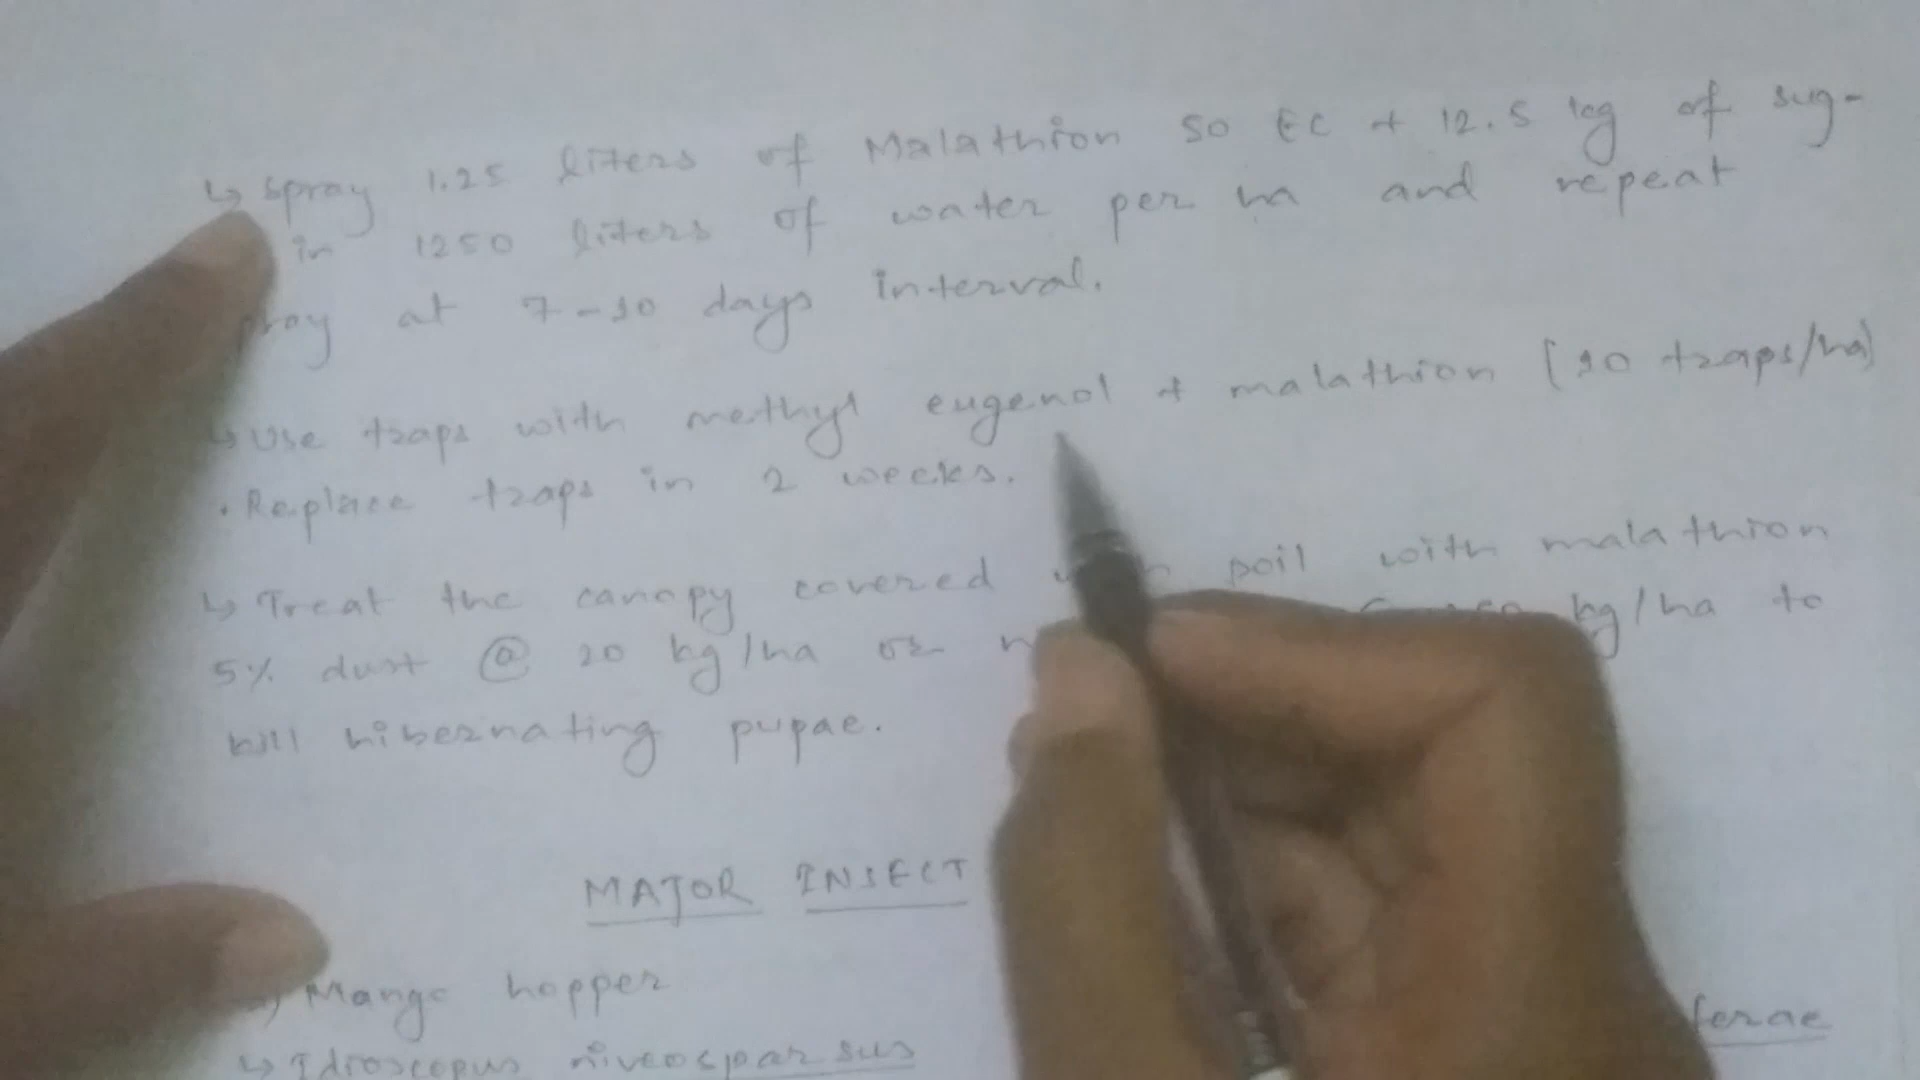 ↳ Spray 1.25 liters of Malathion 50 EC + 12.5 kg of sug-
in 1250 liters of water per ha and repeat
pray at 7-10 days interval.
↳ Use traps with methyl eugenol + malathion (10 traps/ha)
• Replace traps in 2 weeks.
↳ Treat the canopy covered soil with malathion
5% dust @ 20 kg/ha or kg/ha to
kill hibernating pupae.
MAJOR INSECT
Mango hopper
↳ Idioscopus niveosparsus ferae